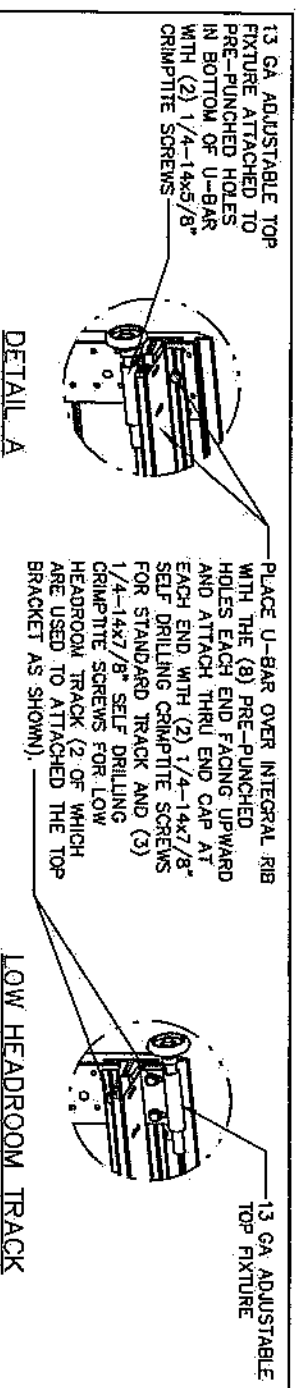 13 GA ADJUSTABLE TOP
FIXTURE ATTACHED TO
PRE-PUNCHED HOLES
IN BOTTOM OF U-BAR
WITH (2) 1/4-14x5/8"
CRIMPTITE SCREWS
DETAIL A
PLACE U-BAR OVER INTEGRAL RIB
WITH THE (8) PRE-PUNCHED
HOLES EACH END FACING UPWARD
AND ATTACH THRU END CAP AT
EACH END WITH (2) 1/4-14x7/8"
SELF DRILLING CRIMPTITE SCREWS
FOR STANDARD TRACK AND (3)
1/4-14x7/8" SELF DRILLING
CRIMPTITE SCREWS FOR LOW
HEADROOM TRACK (2 OF WHICH
ARE USED TO ATTACHED THE TOP
BRACKET AS SHOWN).
13 GA ADJUSTABLE
TOP FIXTURE
LOW HEADROOM TRACK